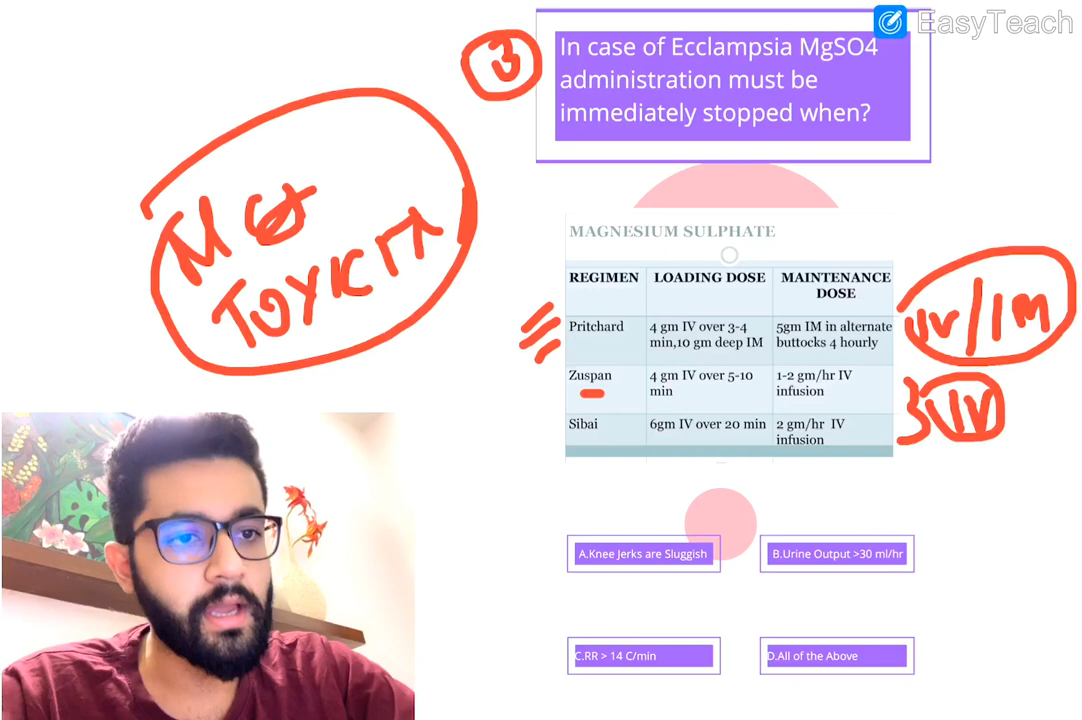 EasyTeach
3
In case of Ecclampsia MgSO4
administration must be
immediately stopped when?
MAGNESIUM SULPHATE
REGIMEN LOADING DOSE MAINTENANCE DOSE
Pritchard 4 gm IV over 3-4 min,10 gm deep IM 5gm IM in alternate buttocks 4 hourly
Zuspan 4 gm IV over 5-10 min 1-2 gm/hr IV infusion
Sibai 6gm IV over 20 min 2 gm/hr IV infusion
IV/IM
IV
A.Knee Jerks are Sluggish
B.Urine Output >30 ml/hr
C.RR > 14 C/min
D.All of the Above